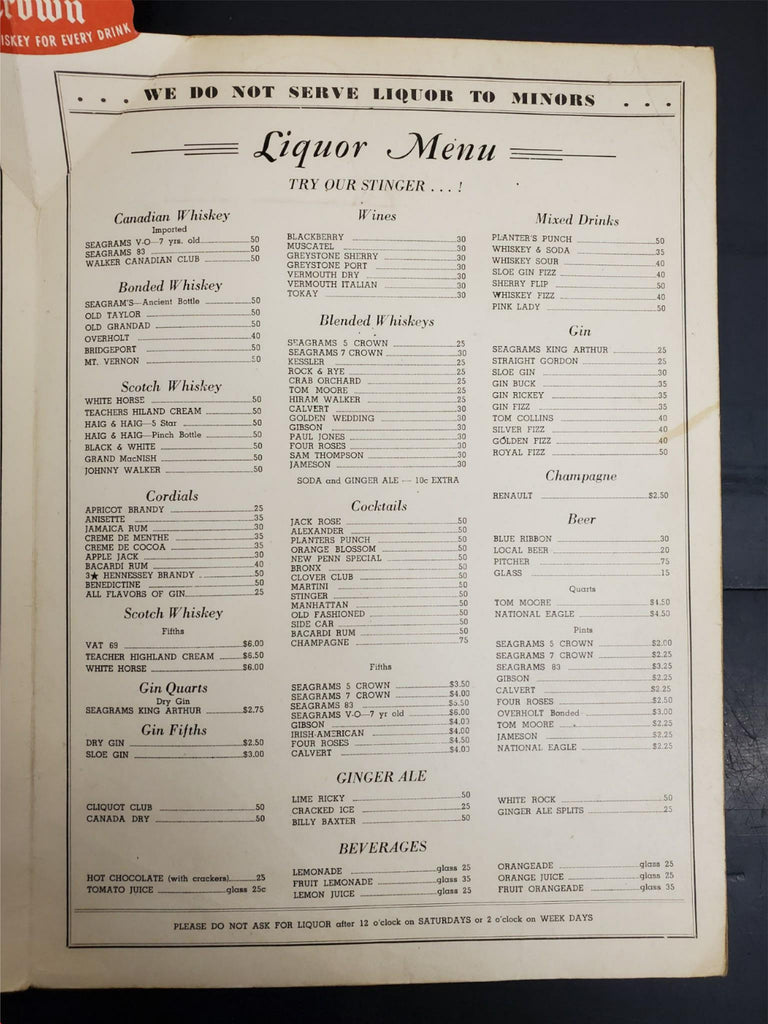 rown
ISKEY FOR EVERY DRINK
. . . WE DO NOT SERVE LIQUOR TO MINORS . . .
Liquor Menu
TRY OUR STINGER . . . !
Canadian Whiskey
Imported
SEAGRAMS V-O—7 yrs. old 50
SEAGRAMS 83 50
WALKER CANADIAN CLUB 50
Bonded Whiskey
SEAGRAM'S—Ancient Bottle 50
OLD TAYLOR 50
OLD GRANDAD 50
OVERHOLT 40
BRIDGEPORT 50
MT. VERNON 50
Scotch Whiskey
WHITE HORSE 50
TEACHERS HILAND CREAM 50
HAIG & HAIG—5 Star 50
HAIG & HAIG—Pinch Bottle 50
BLACK & WHITE 50
GRAND MacNISH 50
JOHNNY WALKER 50
Cordials
APRICOT BRANDY 25
ANISETTE 35
JAMAICA RUM 30
CREME DE MENTHE 35
CREME DE COCOA 35
APPLE JACK 30
BACARDI RUM 40
3★ HENNESSEY BRANDY 50
BENEDICTINE 50
ALL FLAVORS OF GIN 25
Scotch Whiskey
Fifths
VAT 69 $6.00
TEACHER HIGHLAND CREAM $6.50
WHITE HORSE $6.00
Gin Quarts
Dry Gin
SEAGRAMS KING ARTHUR $2.75
Gin Fifths
DRY GIN $2.50
SLOE GIN $3.00
Wines
BLACKBERRY 30
MUSCATEL 30
GREYSTONE SHERRY 30
GREYSTONE PORT 30
VERMOUTH DRY 30
VERMOUTH ITALIAN 30
TOKAY 30
Blended Whiskeys
SEAGRAMS 5 CROWN 25
SEAGRAMS 7 CROWN 30
KESSLER 25
ROCK & RYE 25
CRAB ORCHARD 25
TOM MOORE 25
HIRAM WALKER 25
CALVERT 30
GOLDEN WEDDING 30
GIBSON 30
PAUL JONES 30
FOUR ROSES 30
SAM THOMPSON 30
JAMESON 30
SODA and GINGER ALE — 10c EXTRA
Cocktails
JACK ROSE 50
ALEXANDER 50
PLANTERS PUNCH 50
ORANGE BLOSSOM 50
NEW PENN SPECIAL 50
BRONX 50
CLOVER CLUB 50
MARTINI 50
STINGER 50
MANHATTAN 50
OLD FASHIONED 50
SIDE CAR 50
BACARDI RUM 50
CHAMPAGNE 75
Fifths
SEAGRAMS 5 CROWN $3.50
SEAGRAMS 7 CROWN $4.00
SEAGRAMS 83 $5.50
SEAGRAMS V-O—7 yr old $6.00
GIBSON $4.00
IRISH-AMERICAN $4.00
FOUR ROSES $4.50
CALVERT $4.00
Mixed Drinks
PLANTER'S PUNCH 50
WHISKEY & SODA 35
WHISKEY SOUR 40
SLOE GIN FIZZ 40
SHERRY FLIP 50
WHISKEY FIZZ 40
PINK LADY 50
Gin
SEAGRAMS KING ARTHUR 25
STRAIGHT GORDON 25
SLOE GIN 30
GIN BUCK 35
GIN RICKEY 35
GIN FIZZ 35
TOM COLLINS 40
SILVER FIZZ 40
GOLDEN FIZZ 40
ROYAL FIZZ 50
Champagne
RENAULT $2.50
Beer
BLUE RIBBON 30
LOCAL BEER 20
PITCHER 75
GLASS 15
Quarts
TOM MOORE $4.50
NATIONAL EAGLE $4.50
Pints
SEAGRAMS 5 CROWN $2.00
SEAGRAMS 7 CROWN $2.25
SEAGRAMS 83 $3.25
GIBSON $2.25
CALVERT $2.25
FOUR ROSES $2.50
OVERHOLT Bonded $3.00
TOM MOORE $2.25
JAMESON $2.25
NATIONAL EAGLE $2.25
GINGER ALE
CLIQUOT CLUB 50
CANADA DRY 50
LIME RICKY 50
CRACKED ICE 25
BILLY BAXTER 50
WHITE ROCK 50
GINGER ALE SPLITS 25
BEVERAGES
HOT CHOCOLATE (with crackers) 25
TOMATO JUICE glass 25c
LEMONADE glass 25
FRUIT LEMONADE glass 35
LEMON JUICE glass 25
ORANGEADE glass 25
ORANGE JUICE glass 25
FRUIT ORANGEADE glass 35
PLEASE DO NOT ASK FOR LIQUOR after 12 o'clock on SATURDAYS or 2 o'clock on WEEK DAYS